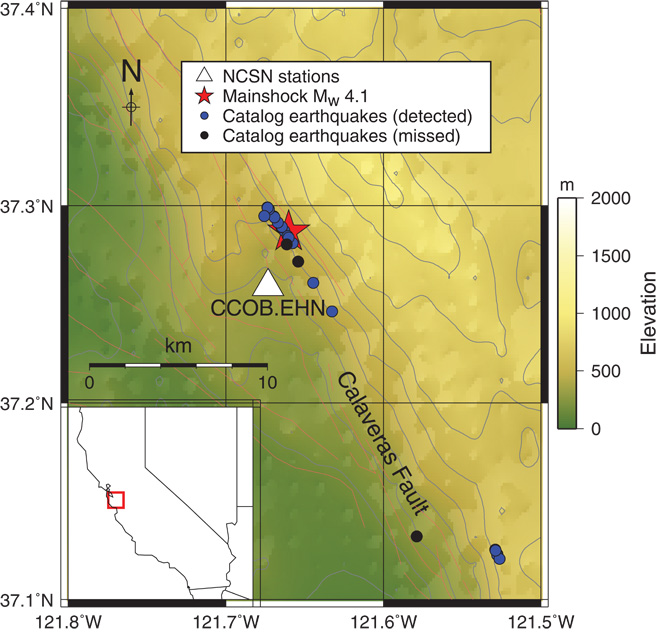 37.4˚N
N
NCSN stations
Mainshock Mw 4.1
Catalog earthquakes (detected)
Catalog earthquakes (missed)
37.3˚N
m
2000
1500
1000
500
0
Elevation
CCOB.EHN
km
0 10
37.2˚N
Calaveras Fault
37.1˚N
121.8˚W 121.7˚W 121.6˚W 121.5˚W